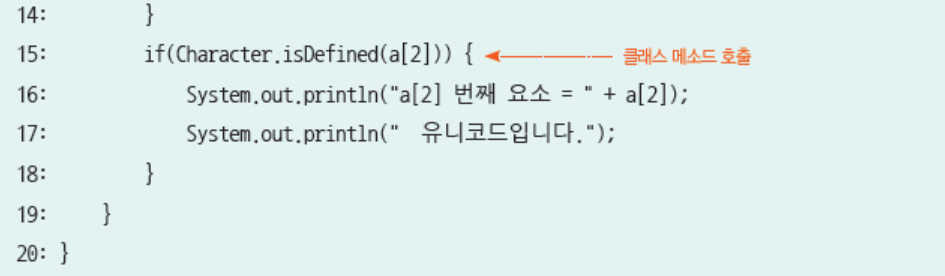 14:          }
15:          if(Character.isDefined(a[2])) { 클래스 메소드 호출
16:             System.out.println("a[2] 번째 요소 = " + a[2]);
17:             System.out.println("  유니코드입니다.");
18:          }
19:     }
20: }